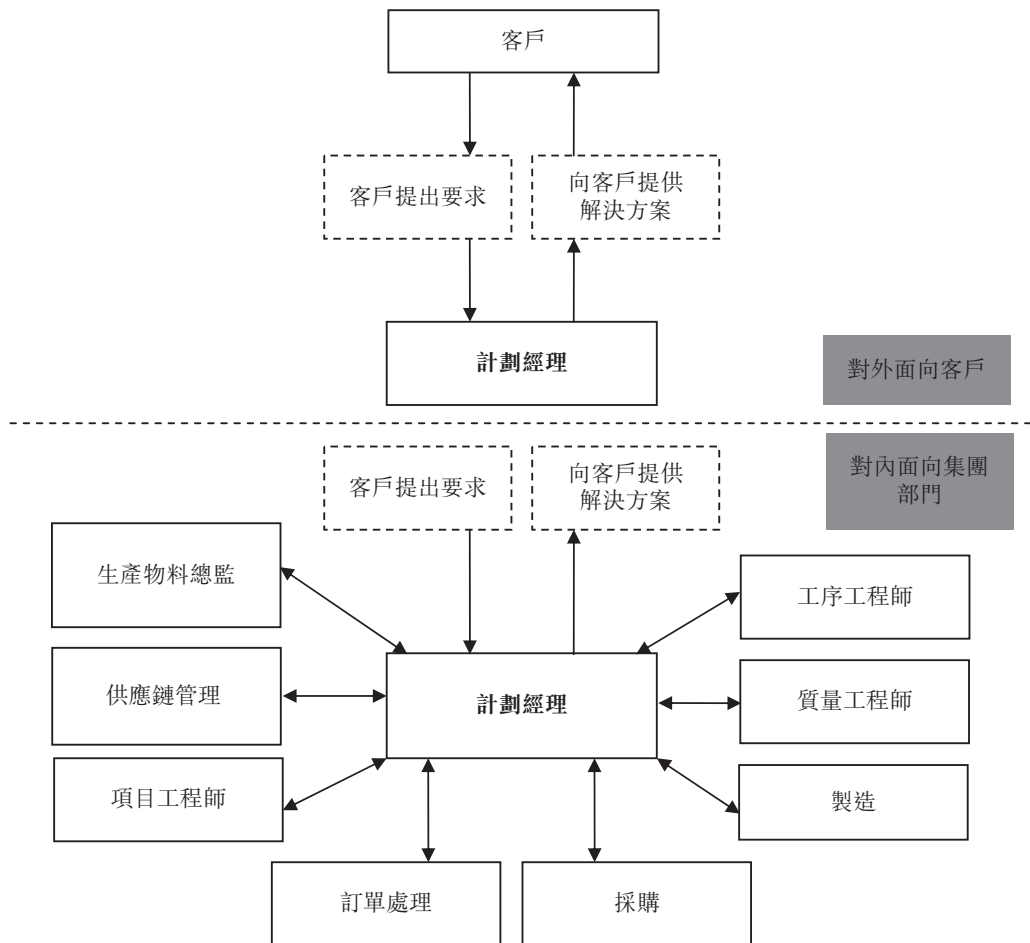 客戶
客戶提出要求
向客戶提供
解決方案
計劃經理
對外面向客戶
對內面向集團
部門
客戶提出要求
向客戶提供
解決方案
生產物料總監
工序工程師
供應鏈管理
計劃經理
質量工程師
項目工程師
製造
訂單處理
採購